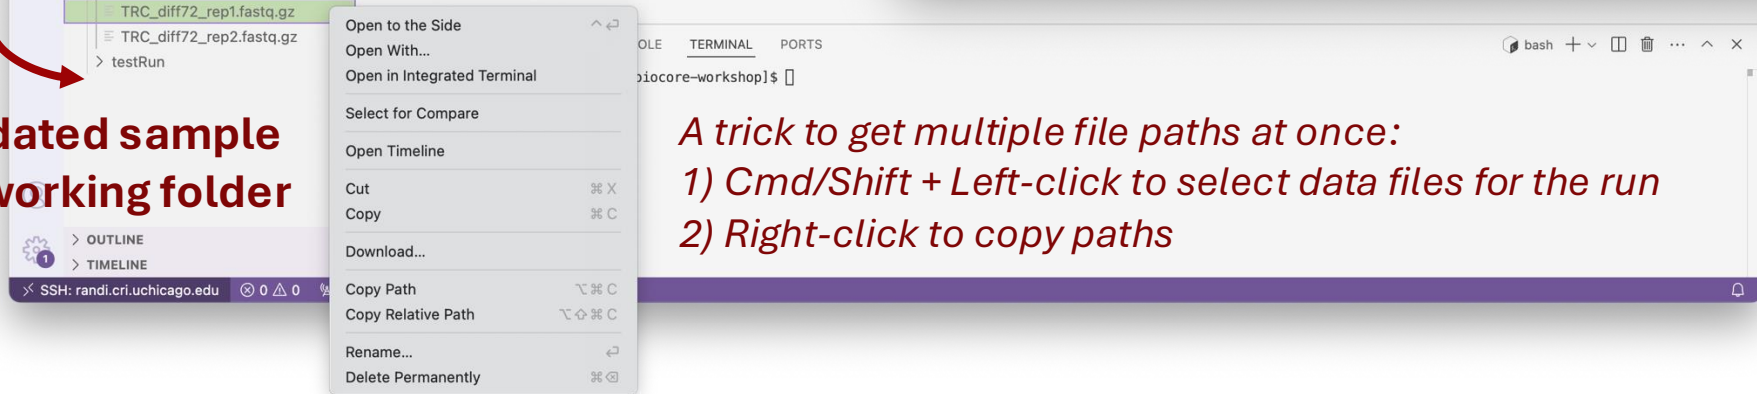 TRC_diff72_rep1.fastq.gz
TRC_diff72_rep2.fastq.gz
> testRun
dated sample
working folder
> OUTLINE
> TIMELINE
1
SSH: randi.cri.uchicago.edu 0 0
Open to the Side ^ ⏎
Open With...
Open in Integrated Terminal
Select for Compare
Open Timeline
Cut ⌘ X
Copy ⌘ C
Download...
Copy Path ⌥ ⌘ C
Copy Relative Path ⌥ ⇧ ⌘ C
Rename... ⏎
Delete Permanently ⌘ ⌫
OLE TERMINAL PORTS
bash
biocore-workshop]$
A trick to get multiple file paths at once:
1) Cmd/Shift + Left-click to select data files for the run
2) Right-click to copy paths